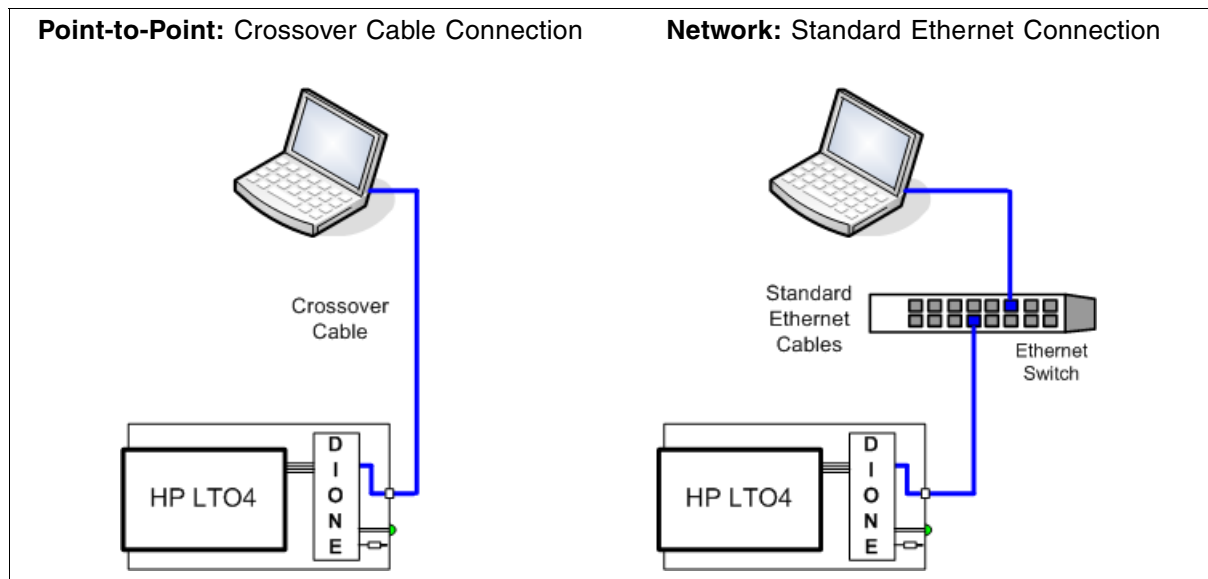 Point-to-Point: Crossover Cable Connection
Crossover
Cable
HP LTO4
D
I
O
N
E
Network: Standard Ethernet Connection
Standard
Ethernet
Cables
Ethernet
Switch
HP LTO4
D
I
O
N
E